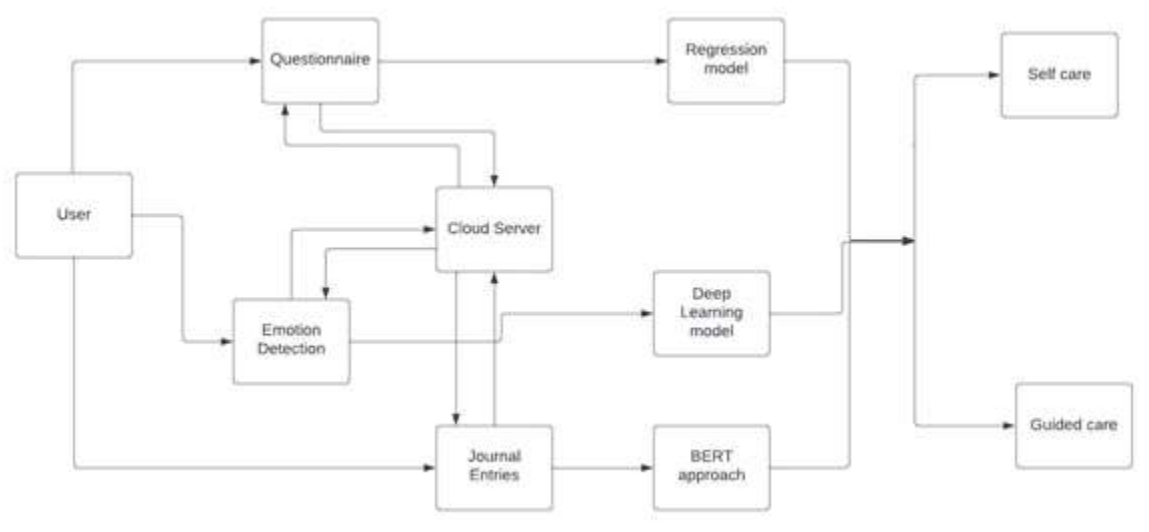 Questionnaire
Regression
model
Self care
User
Cloud Server
Emotion
Detection
Deep
Learning
model
Journal
Entries
BERT
approach
Guided care